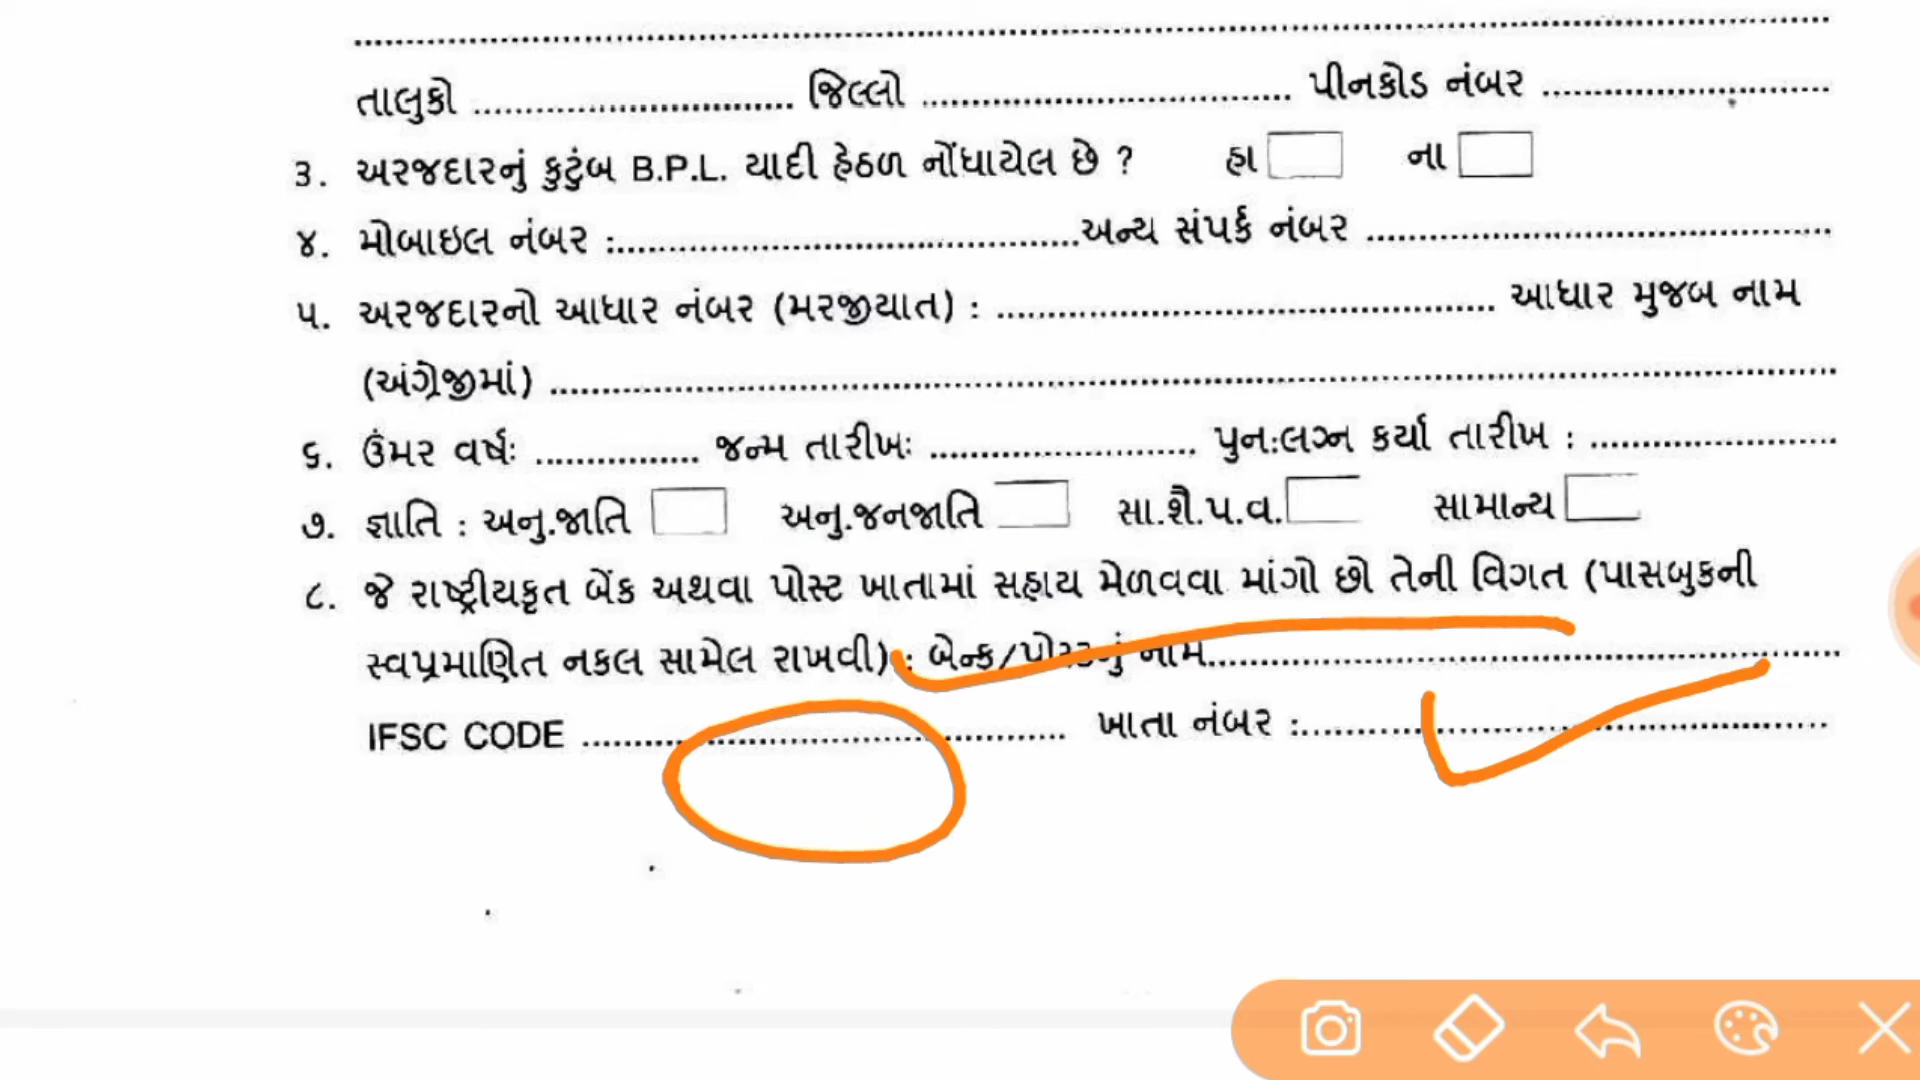 તાલુકો ................................ જિલ્લો ..................................... પીનકોડ નંબર .............................
૩. અરજદારનું કુટુંબ B.P.L. યાદી હેઠળ નોંધાયેલ છે ? હા ના
૪. મોબાઇલ નંબર :..............................................અન્ય સંપર્ક નંબર ..............................................
૫. અરજદારનો આધાર નંબર (મરજીયાત) : .................................................. આધાર મુજબ નામ
(અંગ્રેજીમાં) ................................................................................................................................
૬. ઉંમર વર્ષઃ ................ જન્મ તારીખઃ ........................... પુનઃલગ્ન કર્યા તારીખ : .........................
૭. જ્ઞાતિ : અનુ.જાતિ અનુ.જનજાતિ સા.શૈ.પ.વ. સામાન્ય
૮. જે રાષ્ટ્રીયકૃત બેંક અથવા પોસ્ટ ખાતામાં સહાય મેળવવા માંગો છો તેની વિગત (પાસબુકની
સ્વપ્રમાણિત નકલ સામેલ રાખવી) : બેન્ક/પોસ્ટનું નામ...............................................................
IFSC CODE ................................................ ખાતા નંબર :.....................................................